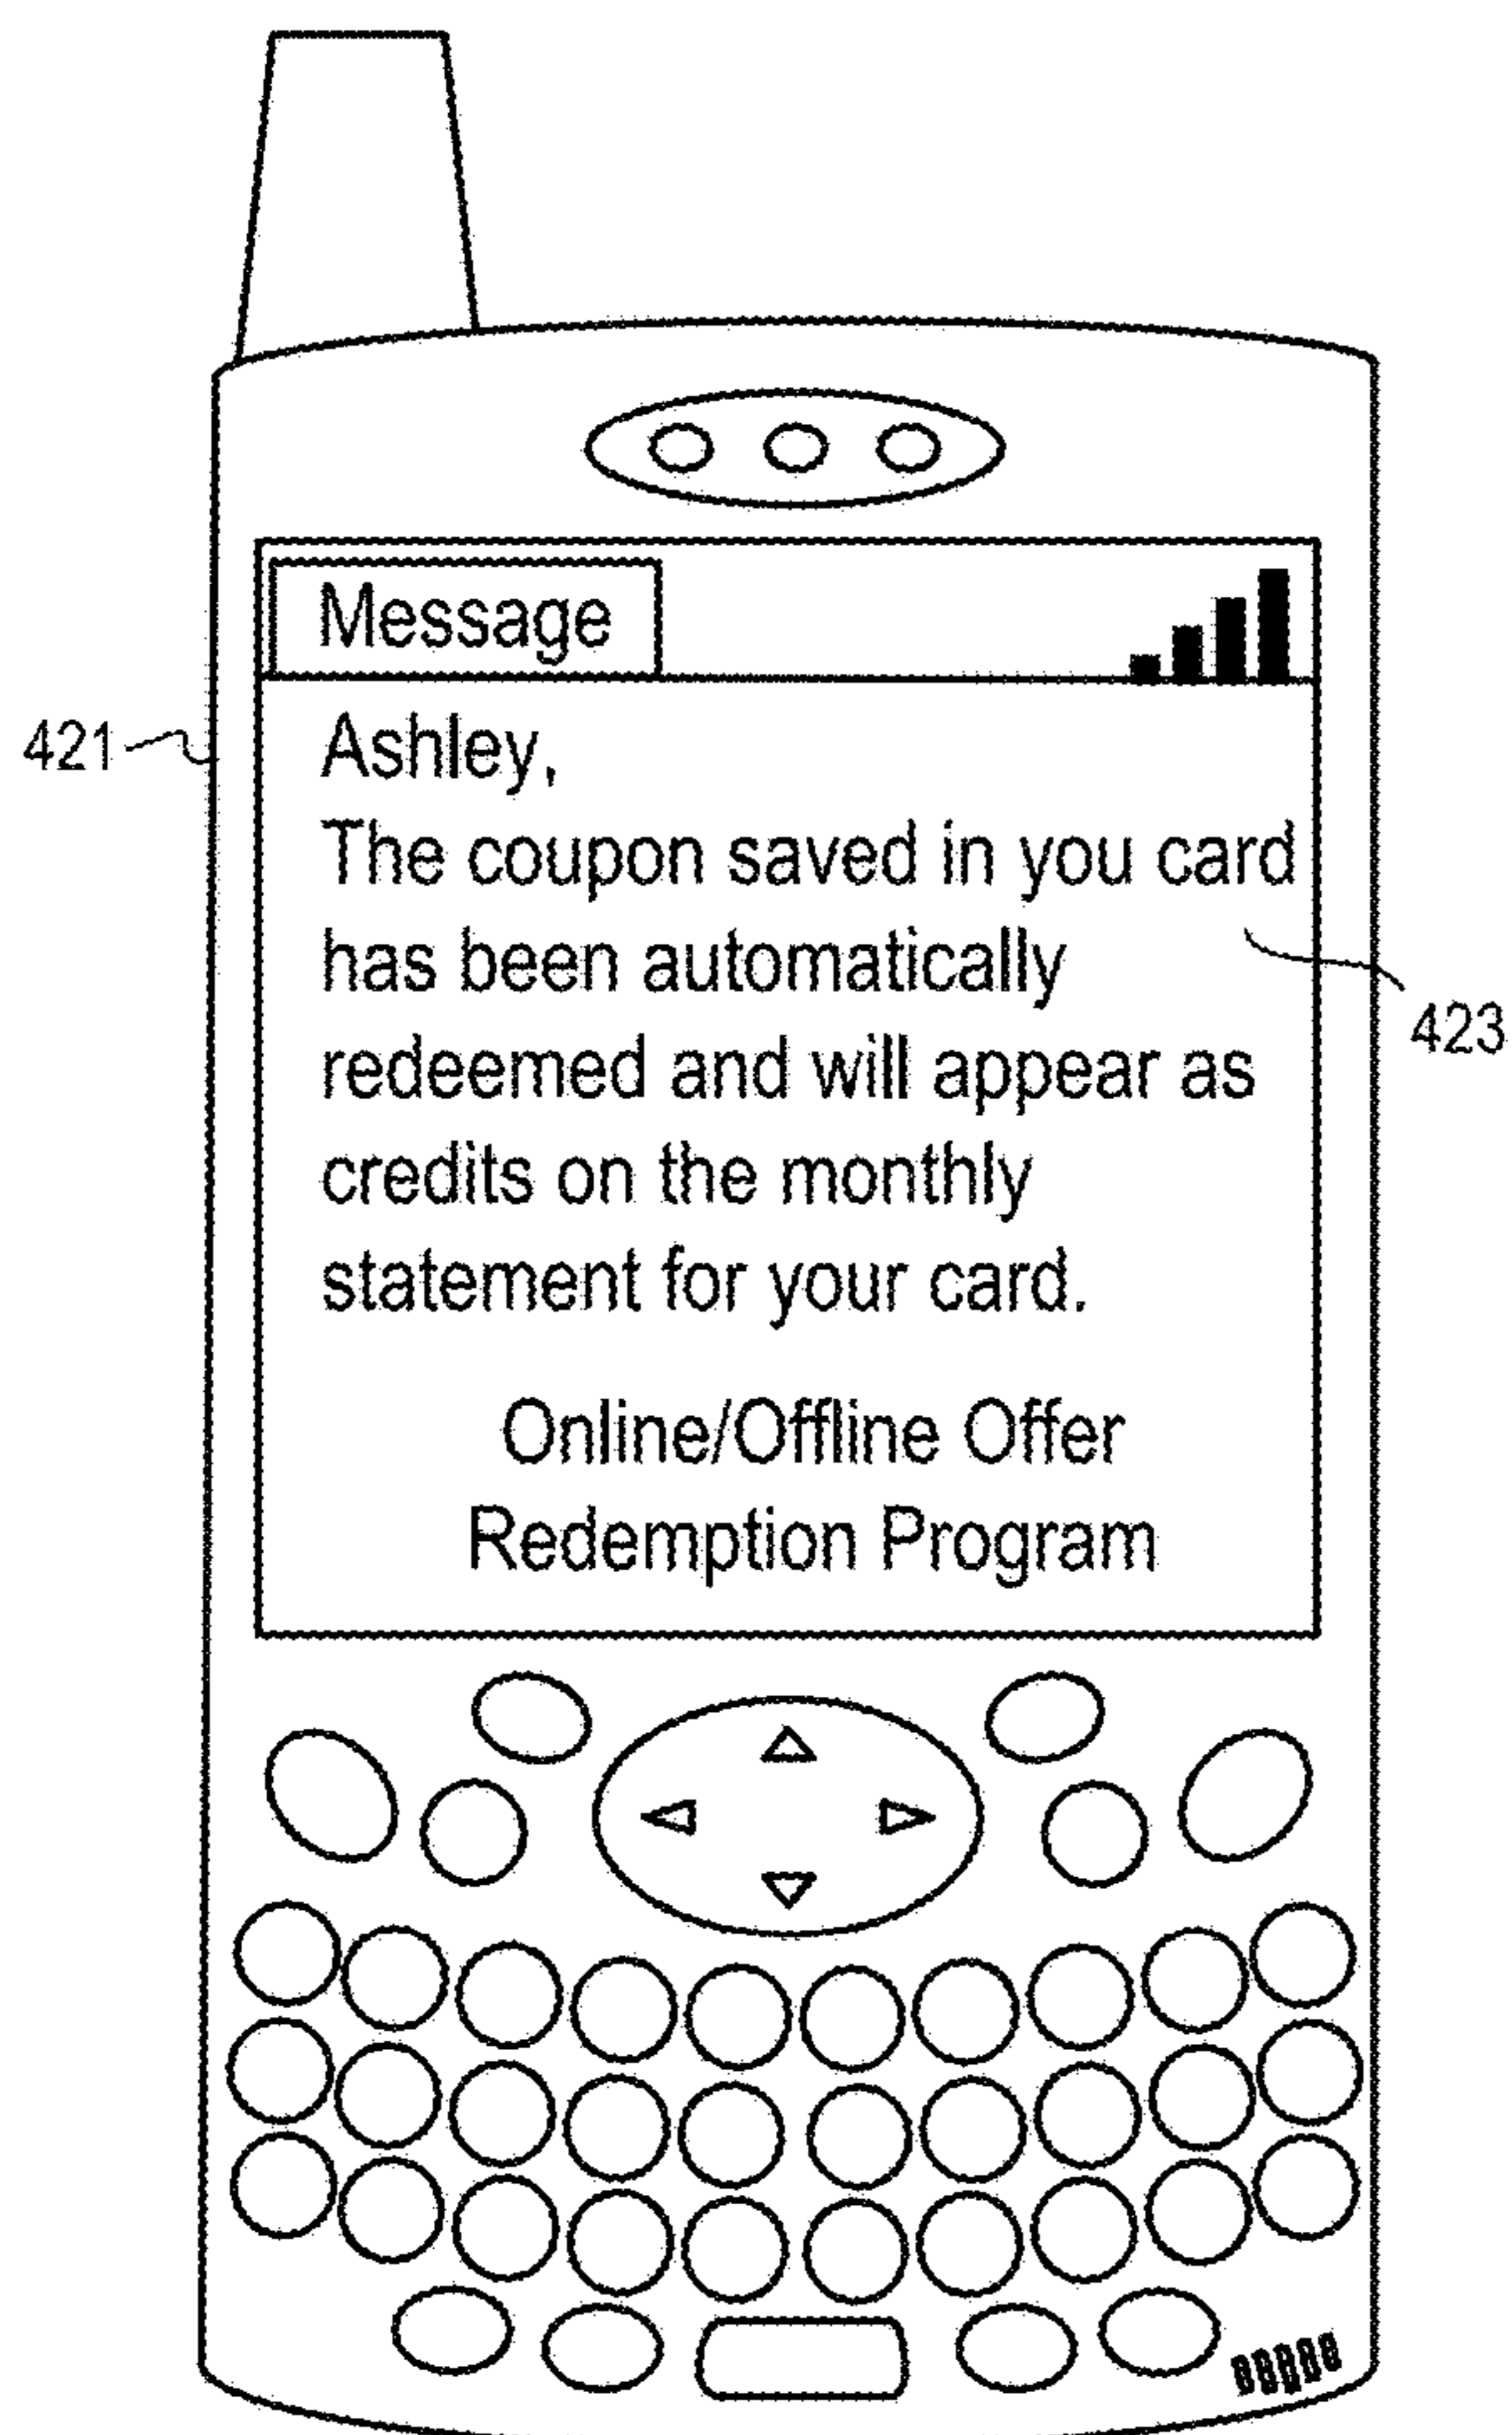 Message
Ashley,
The coupon saved in you card
has been automatically
redeemed and will appear as
credits on the monthly
statement for your card.
Online/Offline Offer
Redemption Program
421
423